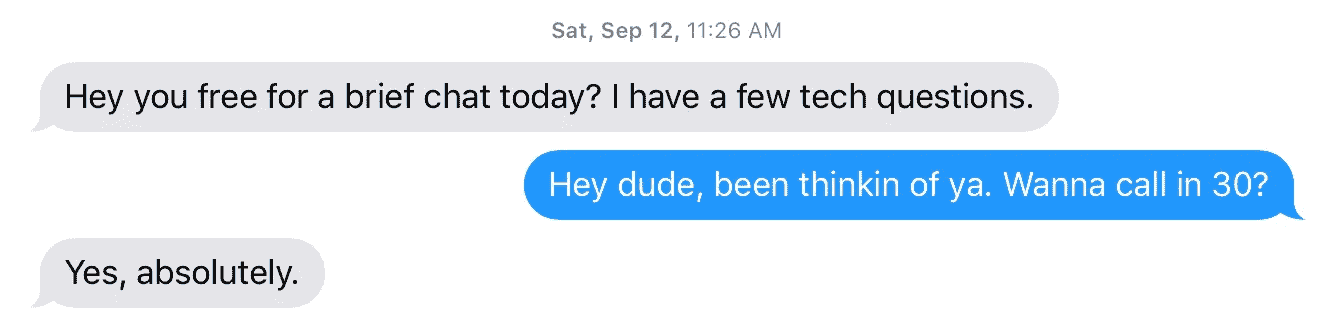 Sat, Sep 12, 11:26 AM
Hey you free for a brief chat today? I have a few tech questions.
Hey dude, been thinkin of ya. Wanna call in 30?
Yes, absolutely.